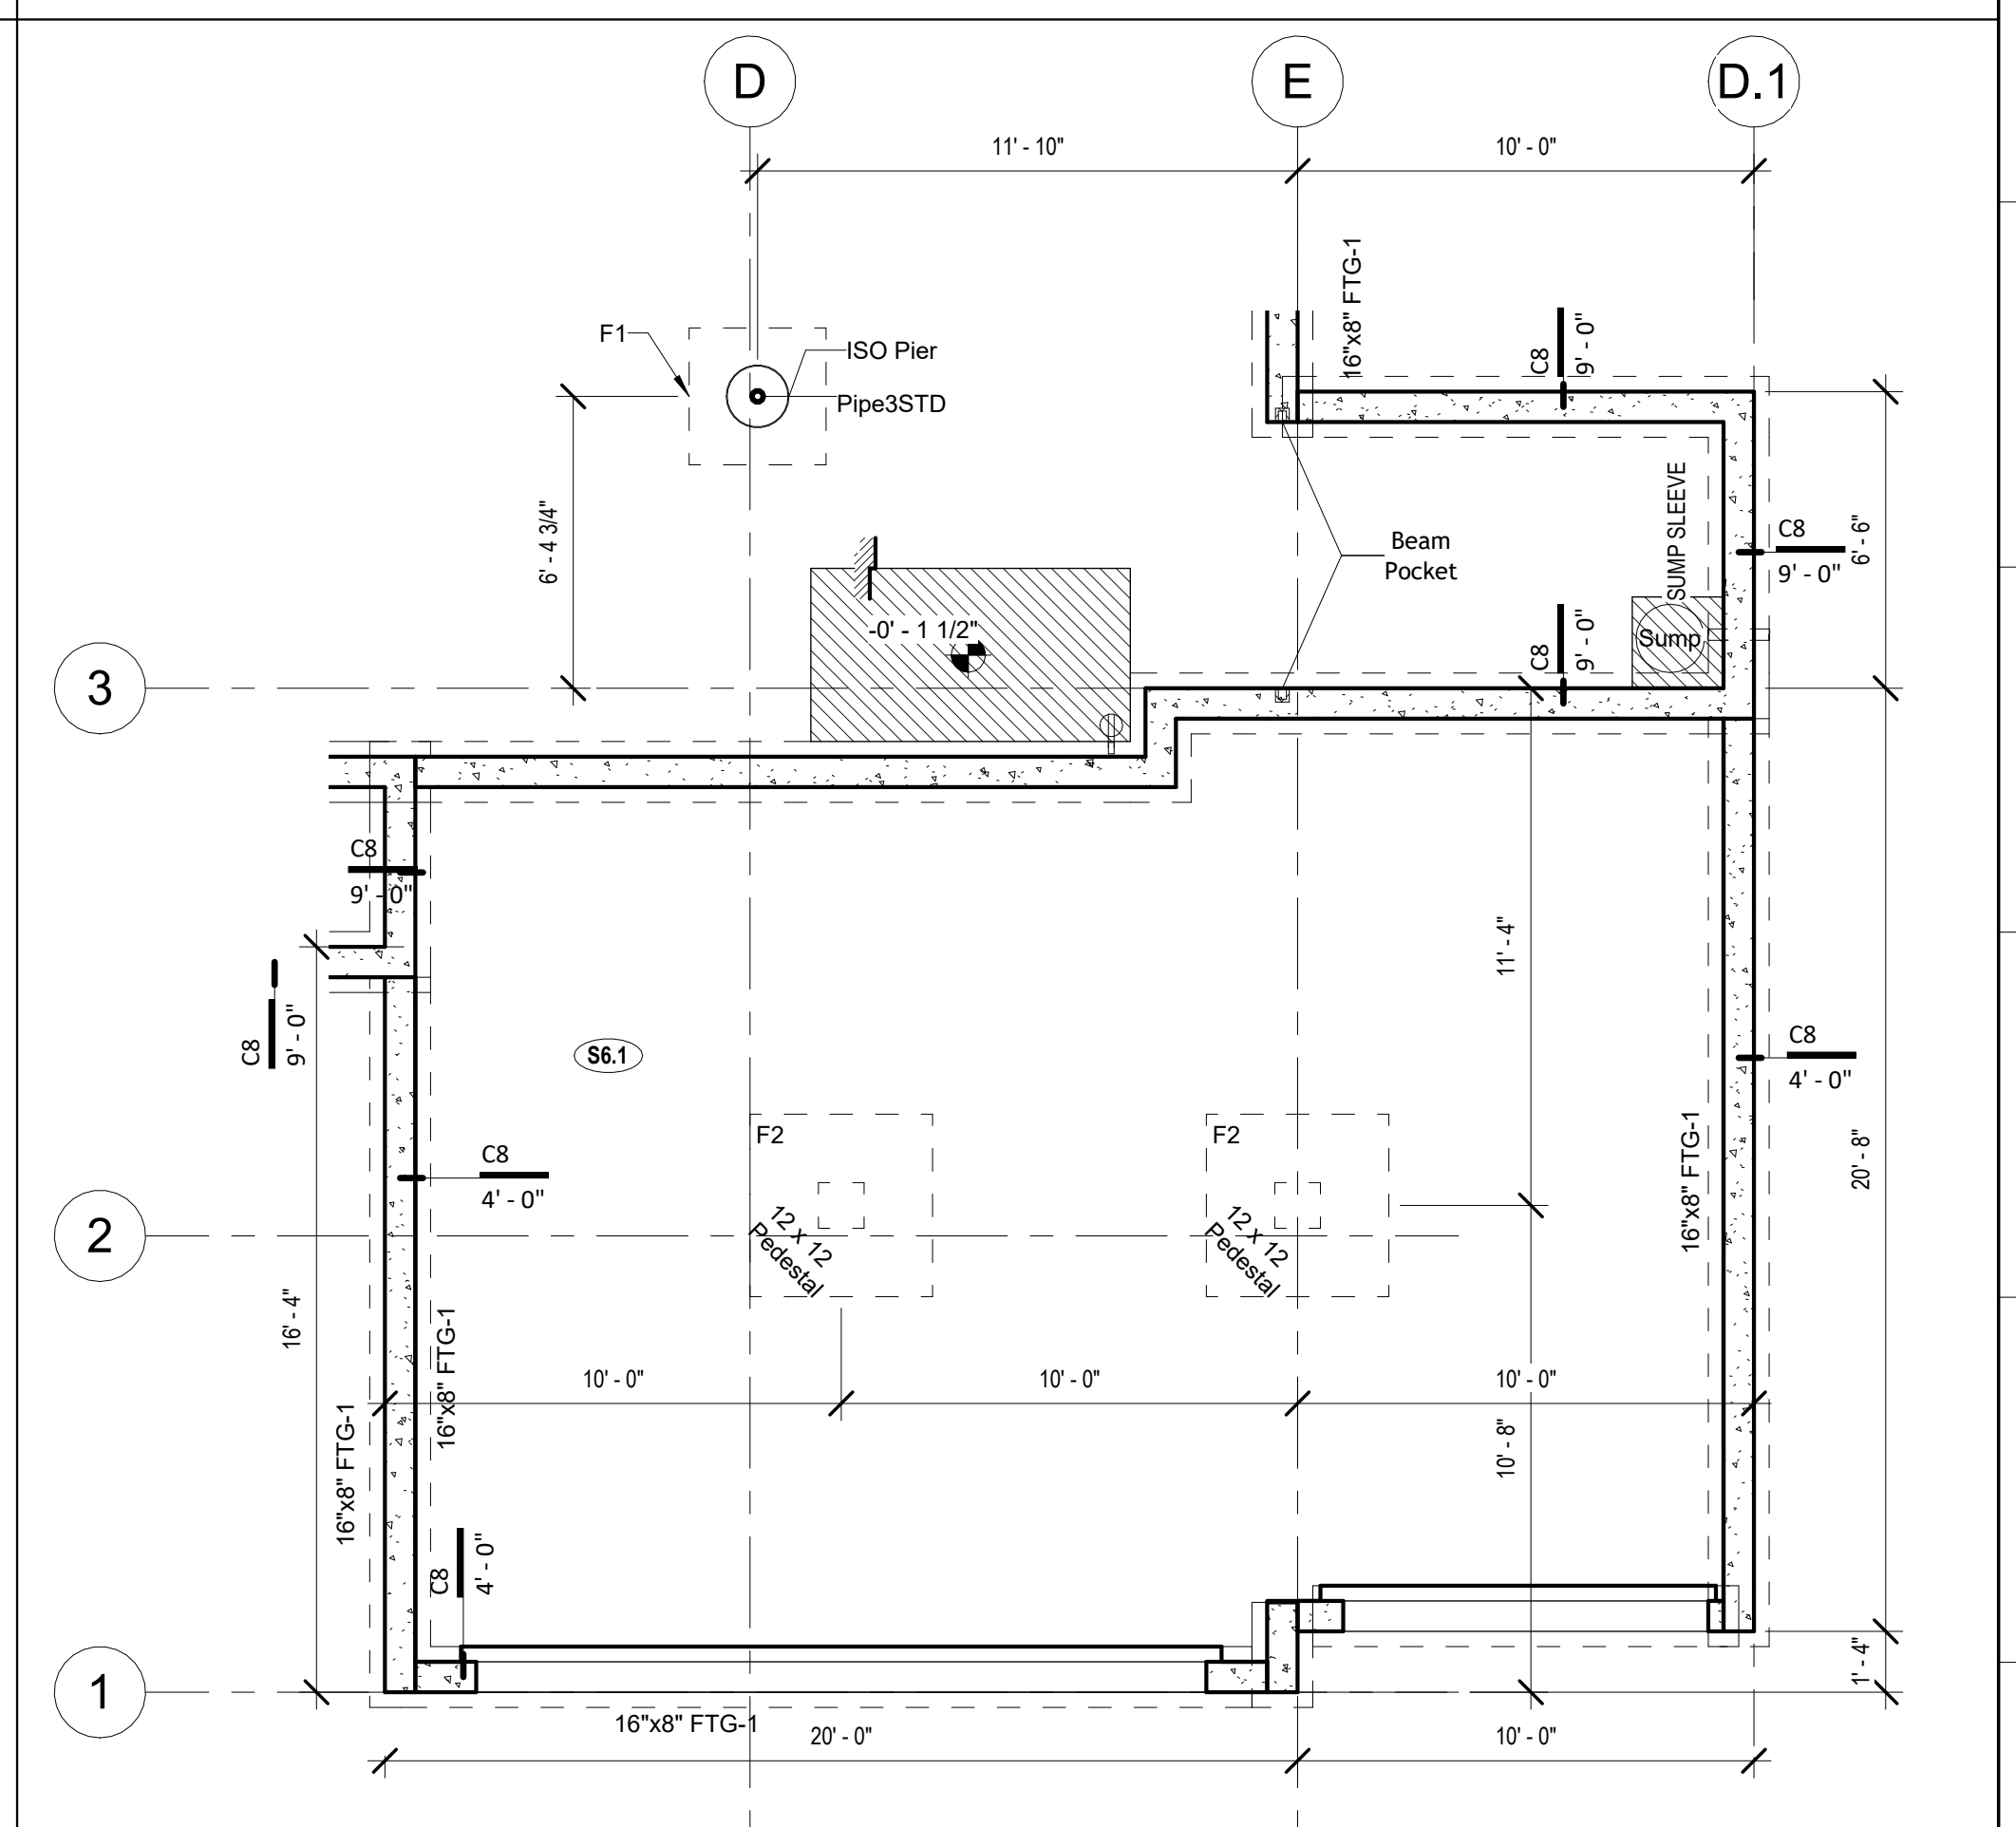 D
E
D.1
11' - 10"
10' - 0"
16"x8" FTG-1
F1
ISO Pier
Pipe3STD
C8
9' - 0"
6' - 4 3/4"
Beam
Pocket
SUMP SLEEVE
C8
9' - 0"
6' - 6"
-0' - 1 1/2"
C8
9' - 0"
Sump
3
C8
9' - 0"
11' - 4"
C8
9' - 0"
S6.1
C8
4' - 0"
F2
F2
C8
4' - 0"
16"x8" FTG-1
20' - 8"
2
12 x 12
Pedestal
12 x 12
Pedestal
16' - 4"
16"x8" FTG-1
10' - 0"
10' - 0"
10' - 0"
16"x8" FTG-1
10' - 8"
C8
4' - 0"
1
1' - 4"
16"x8" FTG-1
20' - 0"
10' - 0"